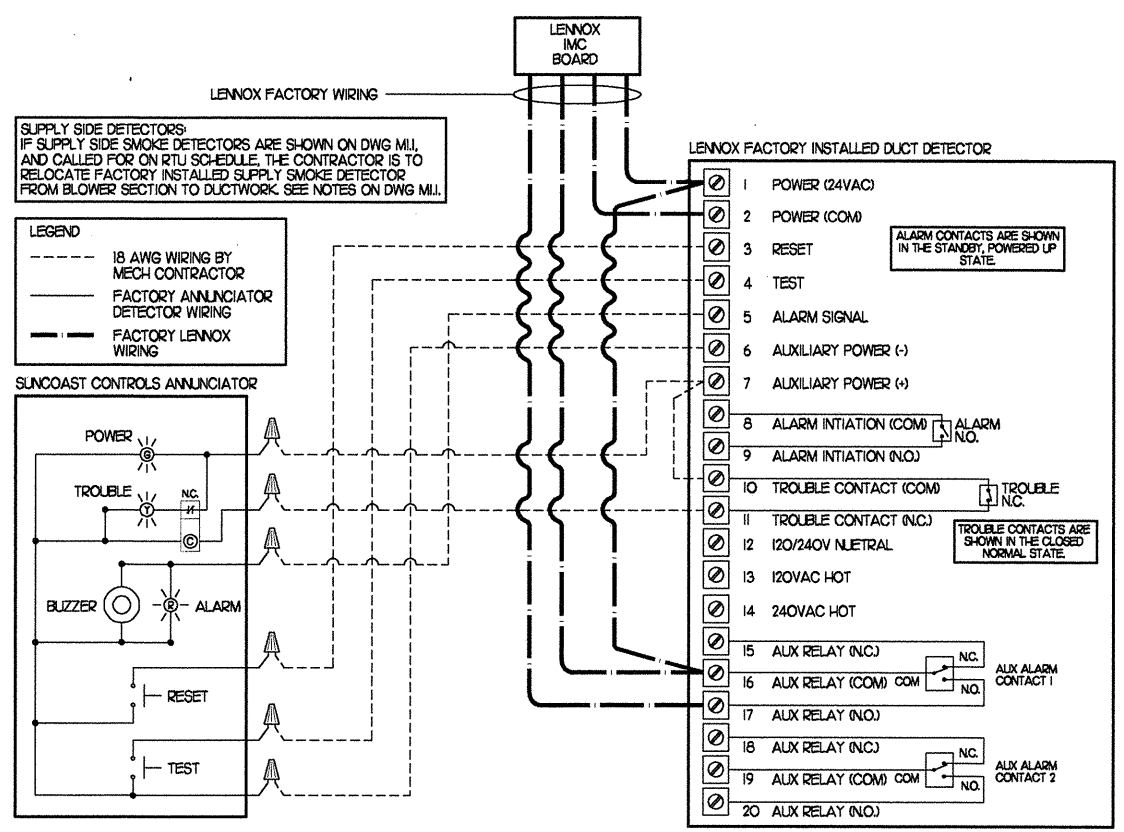 LENNOX
IMC
BOARD
LENNOX FACTORY WIRING
SUPPLY SIDE DETECTORS:
IF SUPPLY SIDE SMOKE DETECTORS ARE SHOWN ON DWG M1.1,
AND CALLED FOR ON RTU SCHEDULE, THE CONTRACTOR IS TO
RELOCATE FACTORY INSTALLED SUPPLY SMOKE DETECTOR
FROM BLOWER SECTION TO DUCTWORK. SEE NOTES ON DWG M1.1.
LEGEND
18 AWG WIRING BY
MECH CONTRACTOR
FACTORY ANNUNCIATOR
DETECTOR WIRING
FACTORY LENNOX
WIRING
SUNCOAST CONTROLS ANNUNCIATOR
POWER
G
TROUBLE
Y
N.C.
C
BUZZER
R
ALARM
RESET
TEST
LENNOX FACTORY INSTALLED DUCT DETECTOR
1 POWER (24VAC)
2 POWER (COM)
3 RESET
4 TEST
5 ALARM SIGNAL
6 AUXILIARY POWER (-)
7 AUXILIARY POWER (+)
8 ALARM INTIATION (COM)
9 ALARM INTIATION (N.O.)
10 TROUBLE CONTACT (COM)
11 TROUBLE CONTACT (N.C.)
12 120/240V NUETRAL
13 120VAC HOT
14 240VAC HOT
15 AUX RELAY (N.C.)
16 AUX RELAY (COM) COM
17 AUX RELAY (N.O.)
18 AUX RELAY (N.C.)
19 AUX RELAY (COM) COM
20 AUX RELAY (N.O.)
ALARM CONTACTS ARE SHOWN
IN THE STANDBY, POWERED UP
STATE.
ALARM
N.O.
TROUBLE
N.C.
TROUBLE CONTACTS ARE
SHOWN IN THE CLOSED
NORMAL STATE.
N.C.
N.O.
AUX ALARM
CONTACT 1
N.C.
N.O.
AUX ALARM
CONTACT 2